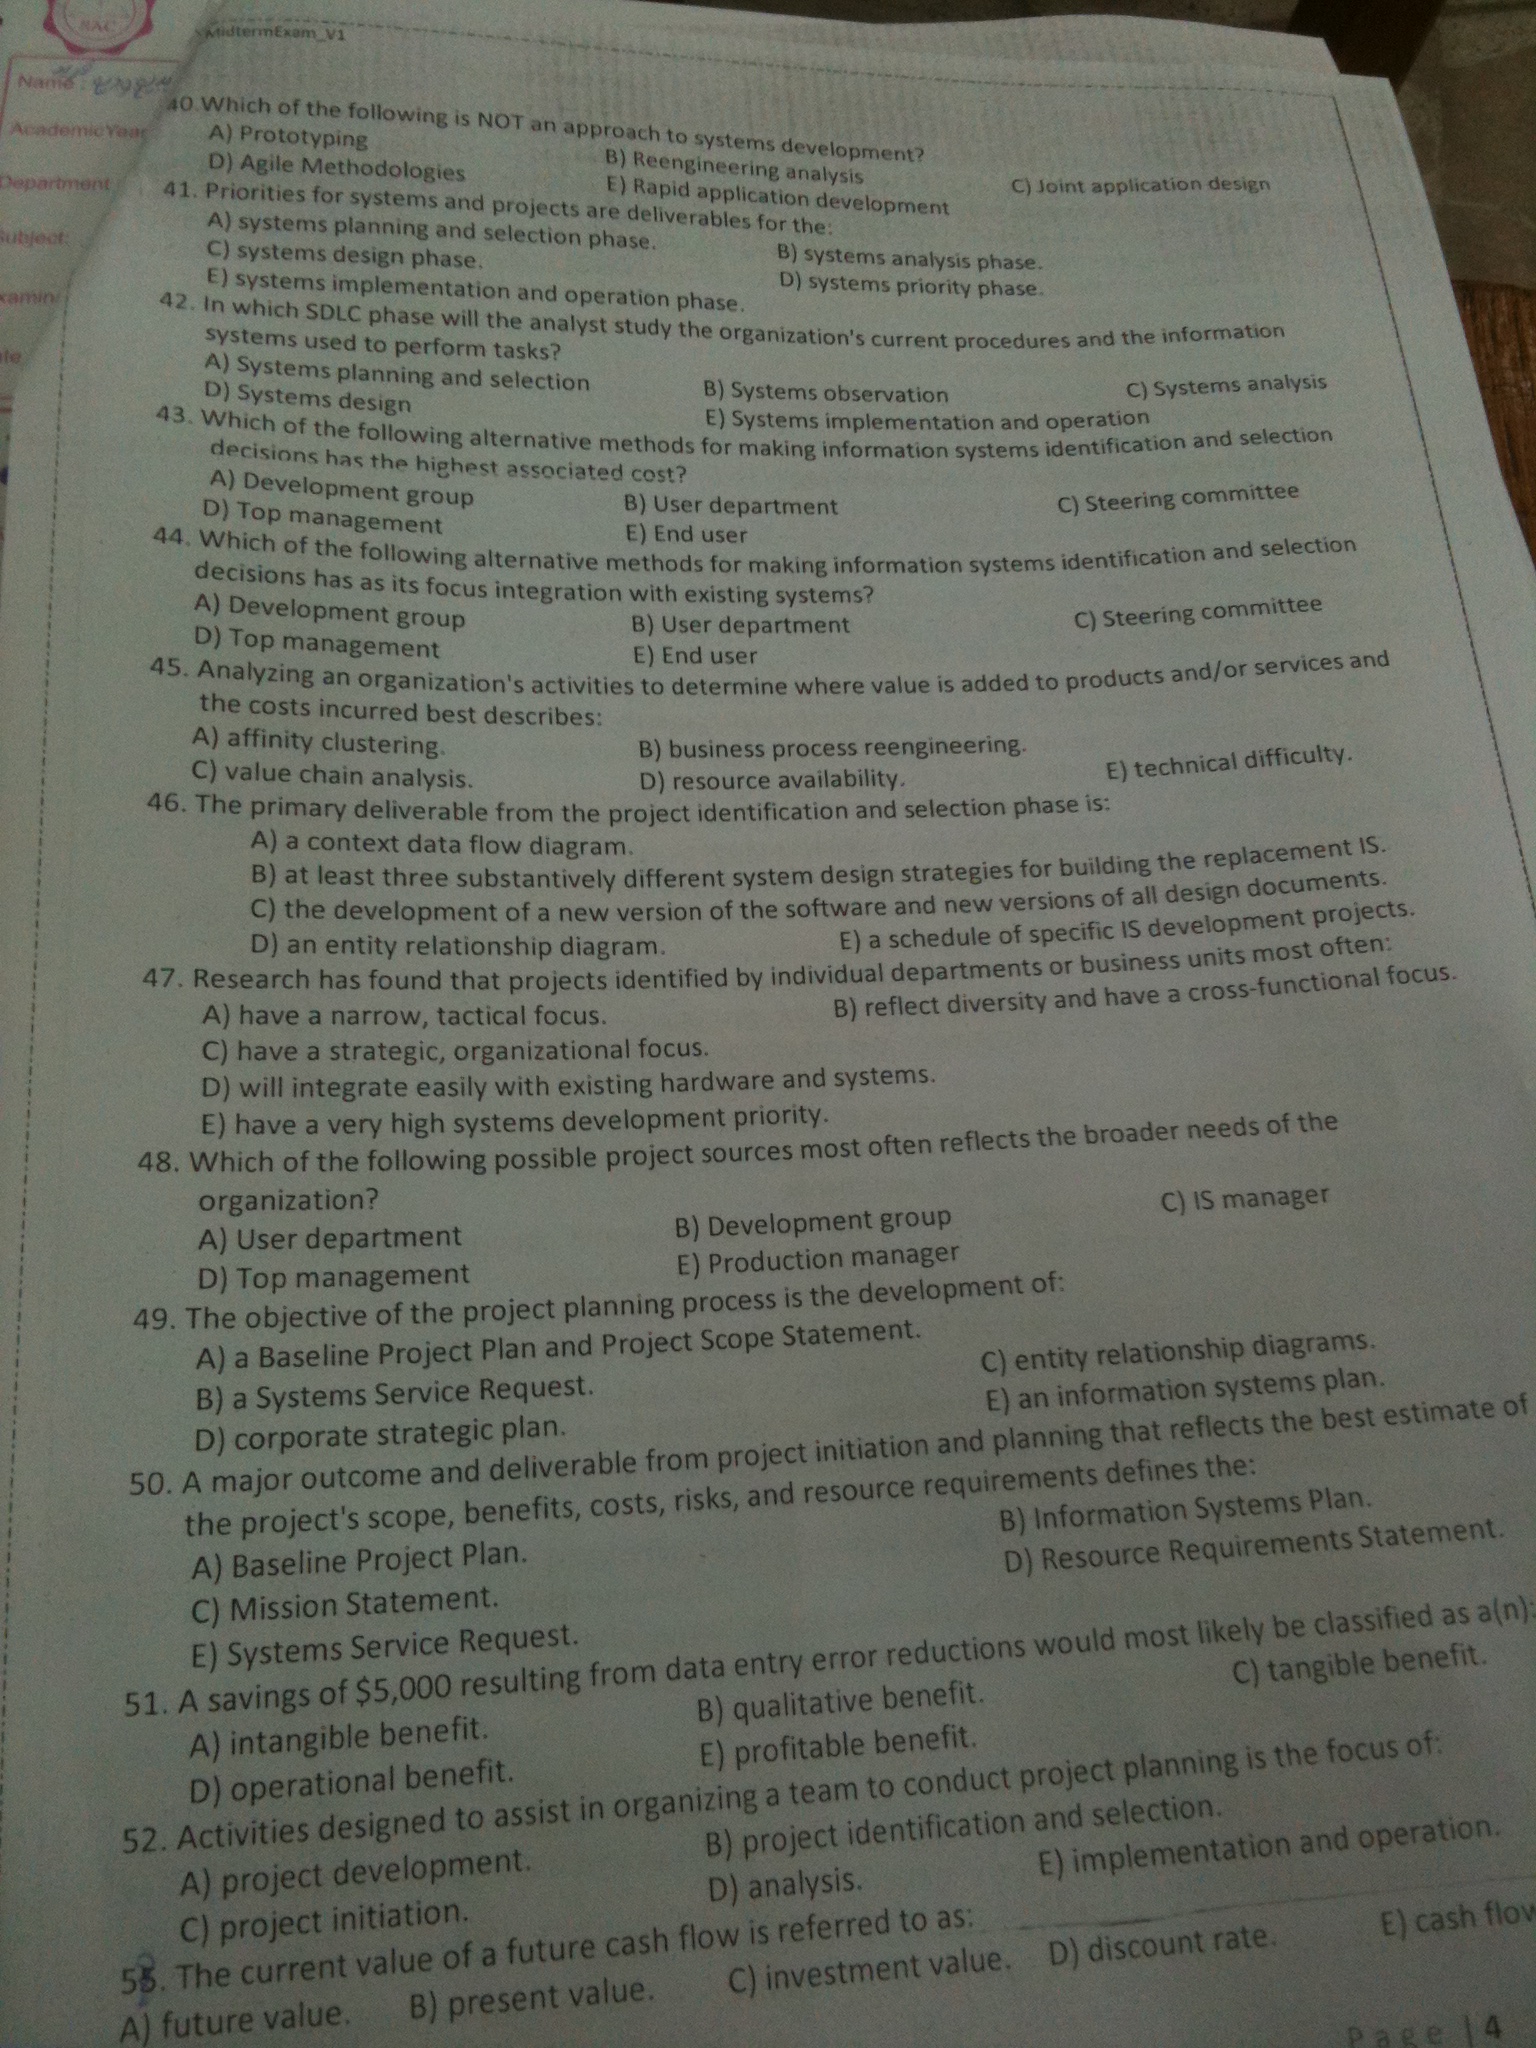 MidtermExam_V1
Name
AcademicYear
Department
Subject:
40.Which of the following is NOT an approach to systems development?
A) Prototyping
B) Reengineering analysis
C) Joint application design
D) Agile Methodologies
E) Rapid application development
41. Priorities for systems and projects are deliverables for the:
A) systems planning and selection phase.
B) systems analysis phase.
C) systems design phase.
D) systems priority phase.
E) systems implementation and operation phase.
42. In which SDLC phase will the analyst study the organization's current procedures and the information
systems used to perform tasks?
A) Systems planning and selection
B) Systems observation
C) Systems analysis
D) Systems design
E) Systems implementation and operation
43. Which of the following alternative methods for making information systems identification and selection
decisions has the highest associated cost?
A) Development group
B) User department
C) Steering committee
D) Top management
E) End user
44. Which of the following alternative methods for making information systems identification and selection
decisions has as its focus integration with existing systems?
A) Development group
B) User department
C) Steering committee
D) Top management
E) End user
45. Analyzing an organization's activities to determine where value is added to products and/or services and
the costs incurred best describes:
A) affinity clustering.
B) business process reengineering.
C) value chain analysis.
D) resource availability.
E) technical difficulty.
46. The primary deliverable from the project identification and selection phase is:
A) a context data flow diagram.
B) at least three substantively different system design strategies for building the replacement IS.
C) the development of a new version of the software and new versions of all design documents.
D) an entity relationship diagram.
E) a schedule of specific IS development projects.
47. Research has found that projects identified by individual departments or business units most often:
A) have a narrow, tactical focus.
B) reflect diversity and have a cross-functional focus.
C) have a strategic, organizational focus.
D) will integrate easily with existing hardware and systems.
E) have a very high systems development priority.
48. Which of the following possible project sources most often reflects the broader needs of the
organization?
A) User department
B) Development group
C) IS manager
D) Top management
E) Production manager
49. The objective of the project planning process is the development of:
A) a Baseline Project Plan and Project Scope Statement.
B) a Systems Service Request.
C) entity relationship diagrams.
D) corporate strategic plan.
E) an information systems plan.
50. A major outcome and deliverable from project initiation and planning that reflects the best estimate of
the project's scope, benefits, costs, risks, and resource requirements defines the:
A) Baseline Project Plan.
B) Information Systems Plan.
C) Mission Statement.
D) Resource Requirements Statement.
E) Systems Service Request.
51. A savings of $5,000 resulting from data entry error reductions would most likely be classified as a(n):
A) intangible benefit.
B) qualitative benefit.
C) tangible benefit.
D) operational benefit.
E) profitable benefit.
52. Activities designed to assist in organizing a team to conduct project planning is the focus of:
A) project development.
B) project identification and selection.
C) project initiation.
D) analysis.
E) implementation and operation.
53. The current value of a future cash flow is referred to as:
A) future value. B) present value. C) investment value. D) discount rate. E) cash flow
Page | 4